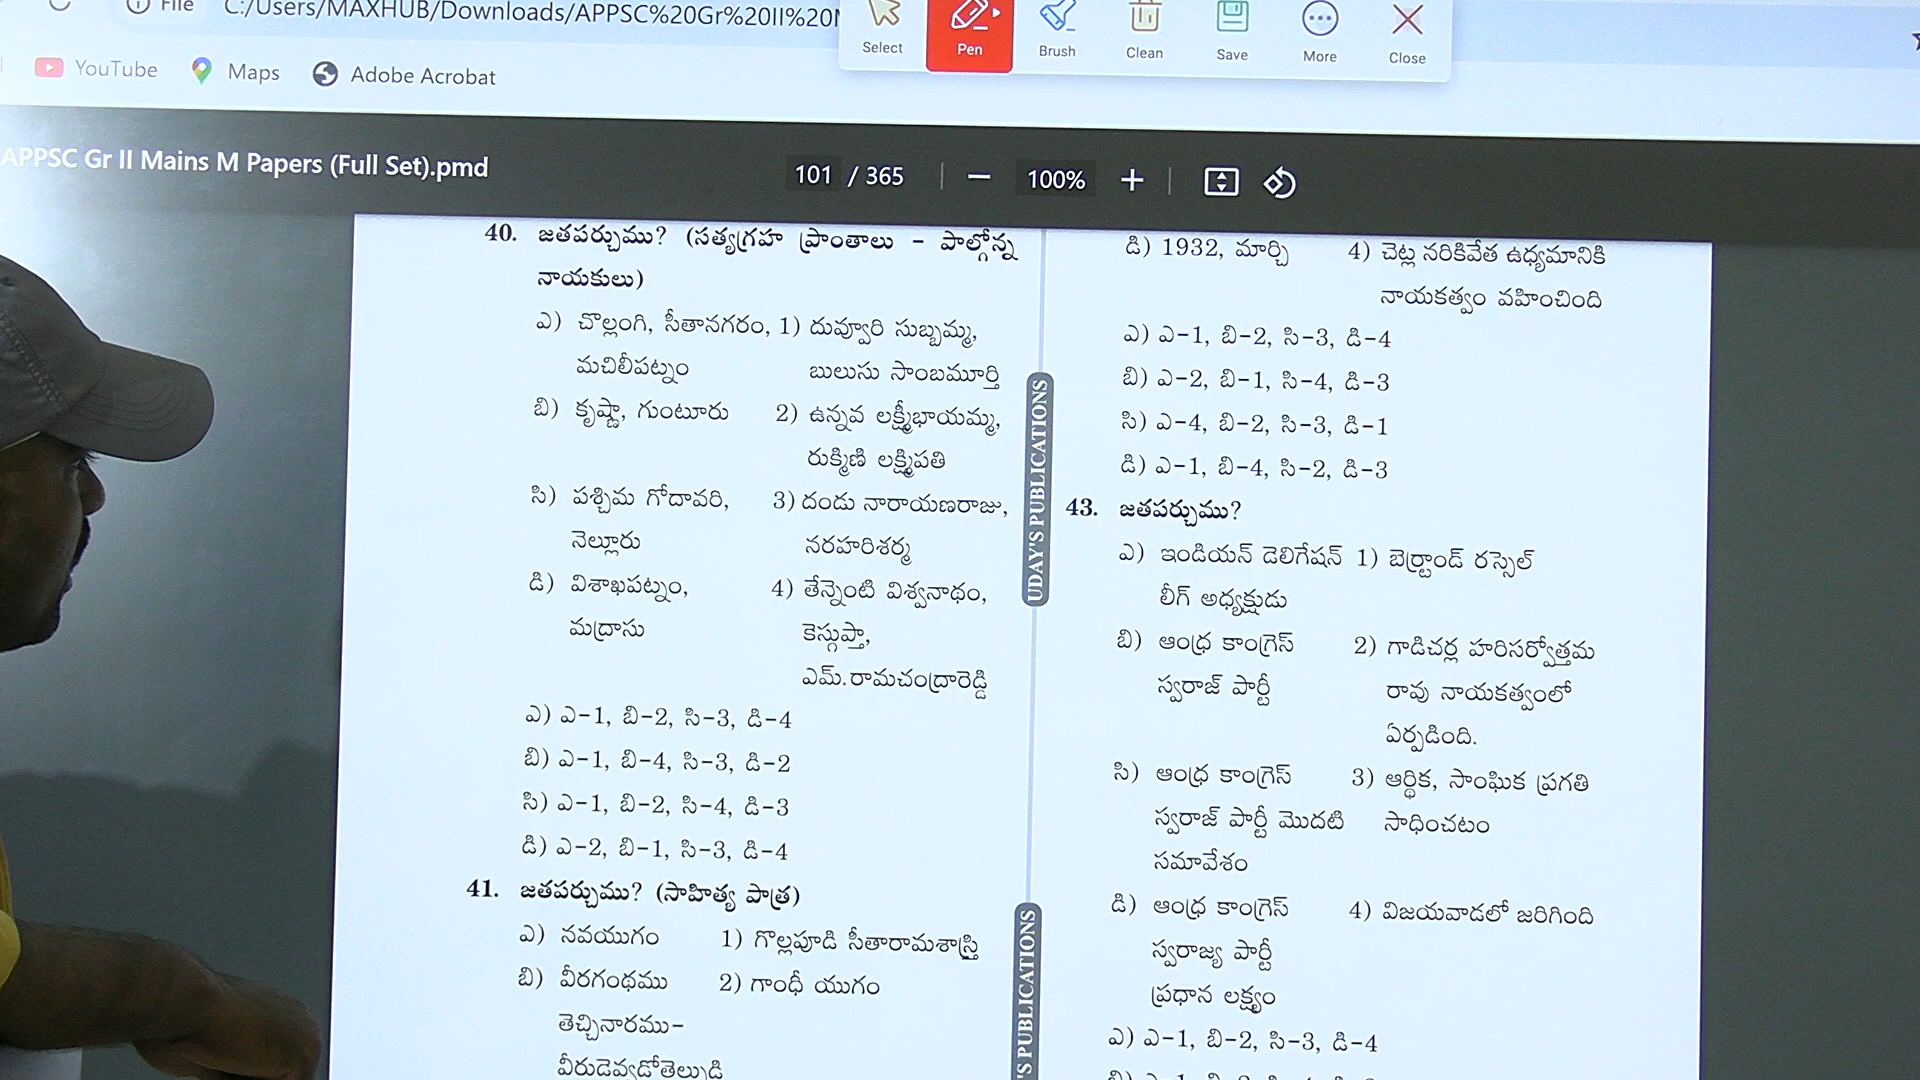 File C:/Users/MAXHUB/Downloads/APPSC%20Gr%20II%20
Select Pen Brush Clean Save More Close
YouTube Maps Adobe Acrobat
APPSC Gr II Mains M Papers (Full Set).pmd 101 / 365 100%
40. జతపర్చుము? (సత్యగ్రహ ప్రాంతాలు - పాల్గోన్న
నాయకులు)
ఎ) చొల్లంగి, సీతానగరం, 1) దువ్వూరి సుబ్బమ్మ,
మచిలీపట్నం బులుసు సాంబమూర్తి
బి) కృష్ణా, గుంటూరు 2) ఉన్నవ లక్ష్మీభాయమ్మ,
రుక్మిణి లక్ష్మిపతి
సి) పశ్చిమ గోదావరి, 3) దండు నారాయణరాజు,
నెల్లూరు నరహరిశర్మ
డి) విశాఖపట్నం, 4) తేన్నెంటి విశ్వనాథం,
మద్రాసు కెస్గుప్తా,
ఎమ్.రామచంద్రారెడ్డి
ఎ) ఎ-1, బి-2, సి-3, డి-4
బి) ఎ-1, బి-4, సి-3, డి-2
సి) ఎ-1, బి-2, సి-4, డి-3
డి) ఎ-2, బి-1, సి-3, డి-4
41. జతపర్చుము? (సాహిత్య పాత్ర)
ఎ) నవయుగం 1) గొల్లపూడి సీతారామశాస్త్రి
బి) వీరగంథము 2) గాంధీ యుగం
తెచ్చినారము-
వీరుడెవ్వడోతెల్పుడి
UDAY'S PUBLICATIONS
'S PUBLICATIONS
డి) 1932, మార్చి 4) చెట్ల నరికివేత ఉధ్యమానికి
నాయకత్వం వహించింది
ఎ) ఎ-1, బి-2, సి-3, డి-4
బి) ఎ-2, బి-1, సి-4, డి-3
సి) ఎ-4, బి-2, సి-3, డి-1
డి) ఎ-1, బి-4, సి-2, డి-3
43. జతపర్చుము?
ఎ) ఇండియన్ డెలిగేషన్ 1) బెర్ట్రాండ్ రస్సెల్
లీగ్ అధ్యక్షుడు
బి) ఆంధ్ర కాంగ్రెస్ 2) గాడిచర్ల హరిసర్వోత్తమ
స్వరాజ్ పార్టీ రావు నాయకత్వంలో
ఏర్పడింది.
సి) ఆంధ్ర కాంగ్రెస్ 3) ఆర్థిక, సాంఘిక ప్రగతి
స్వరాజ్ పార్టీ మొదటి సాధించటం
సమావేశం
డి) ఆంధ్ర కాంగ్రెస్ 4) విజయవాడలో జరిగింది
స్వరాజ్య పార్టీ
ప్రధాన లక్ష్యం
ఎ) ఎ-1, బి-2, సి-3, డి-4